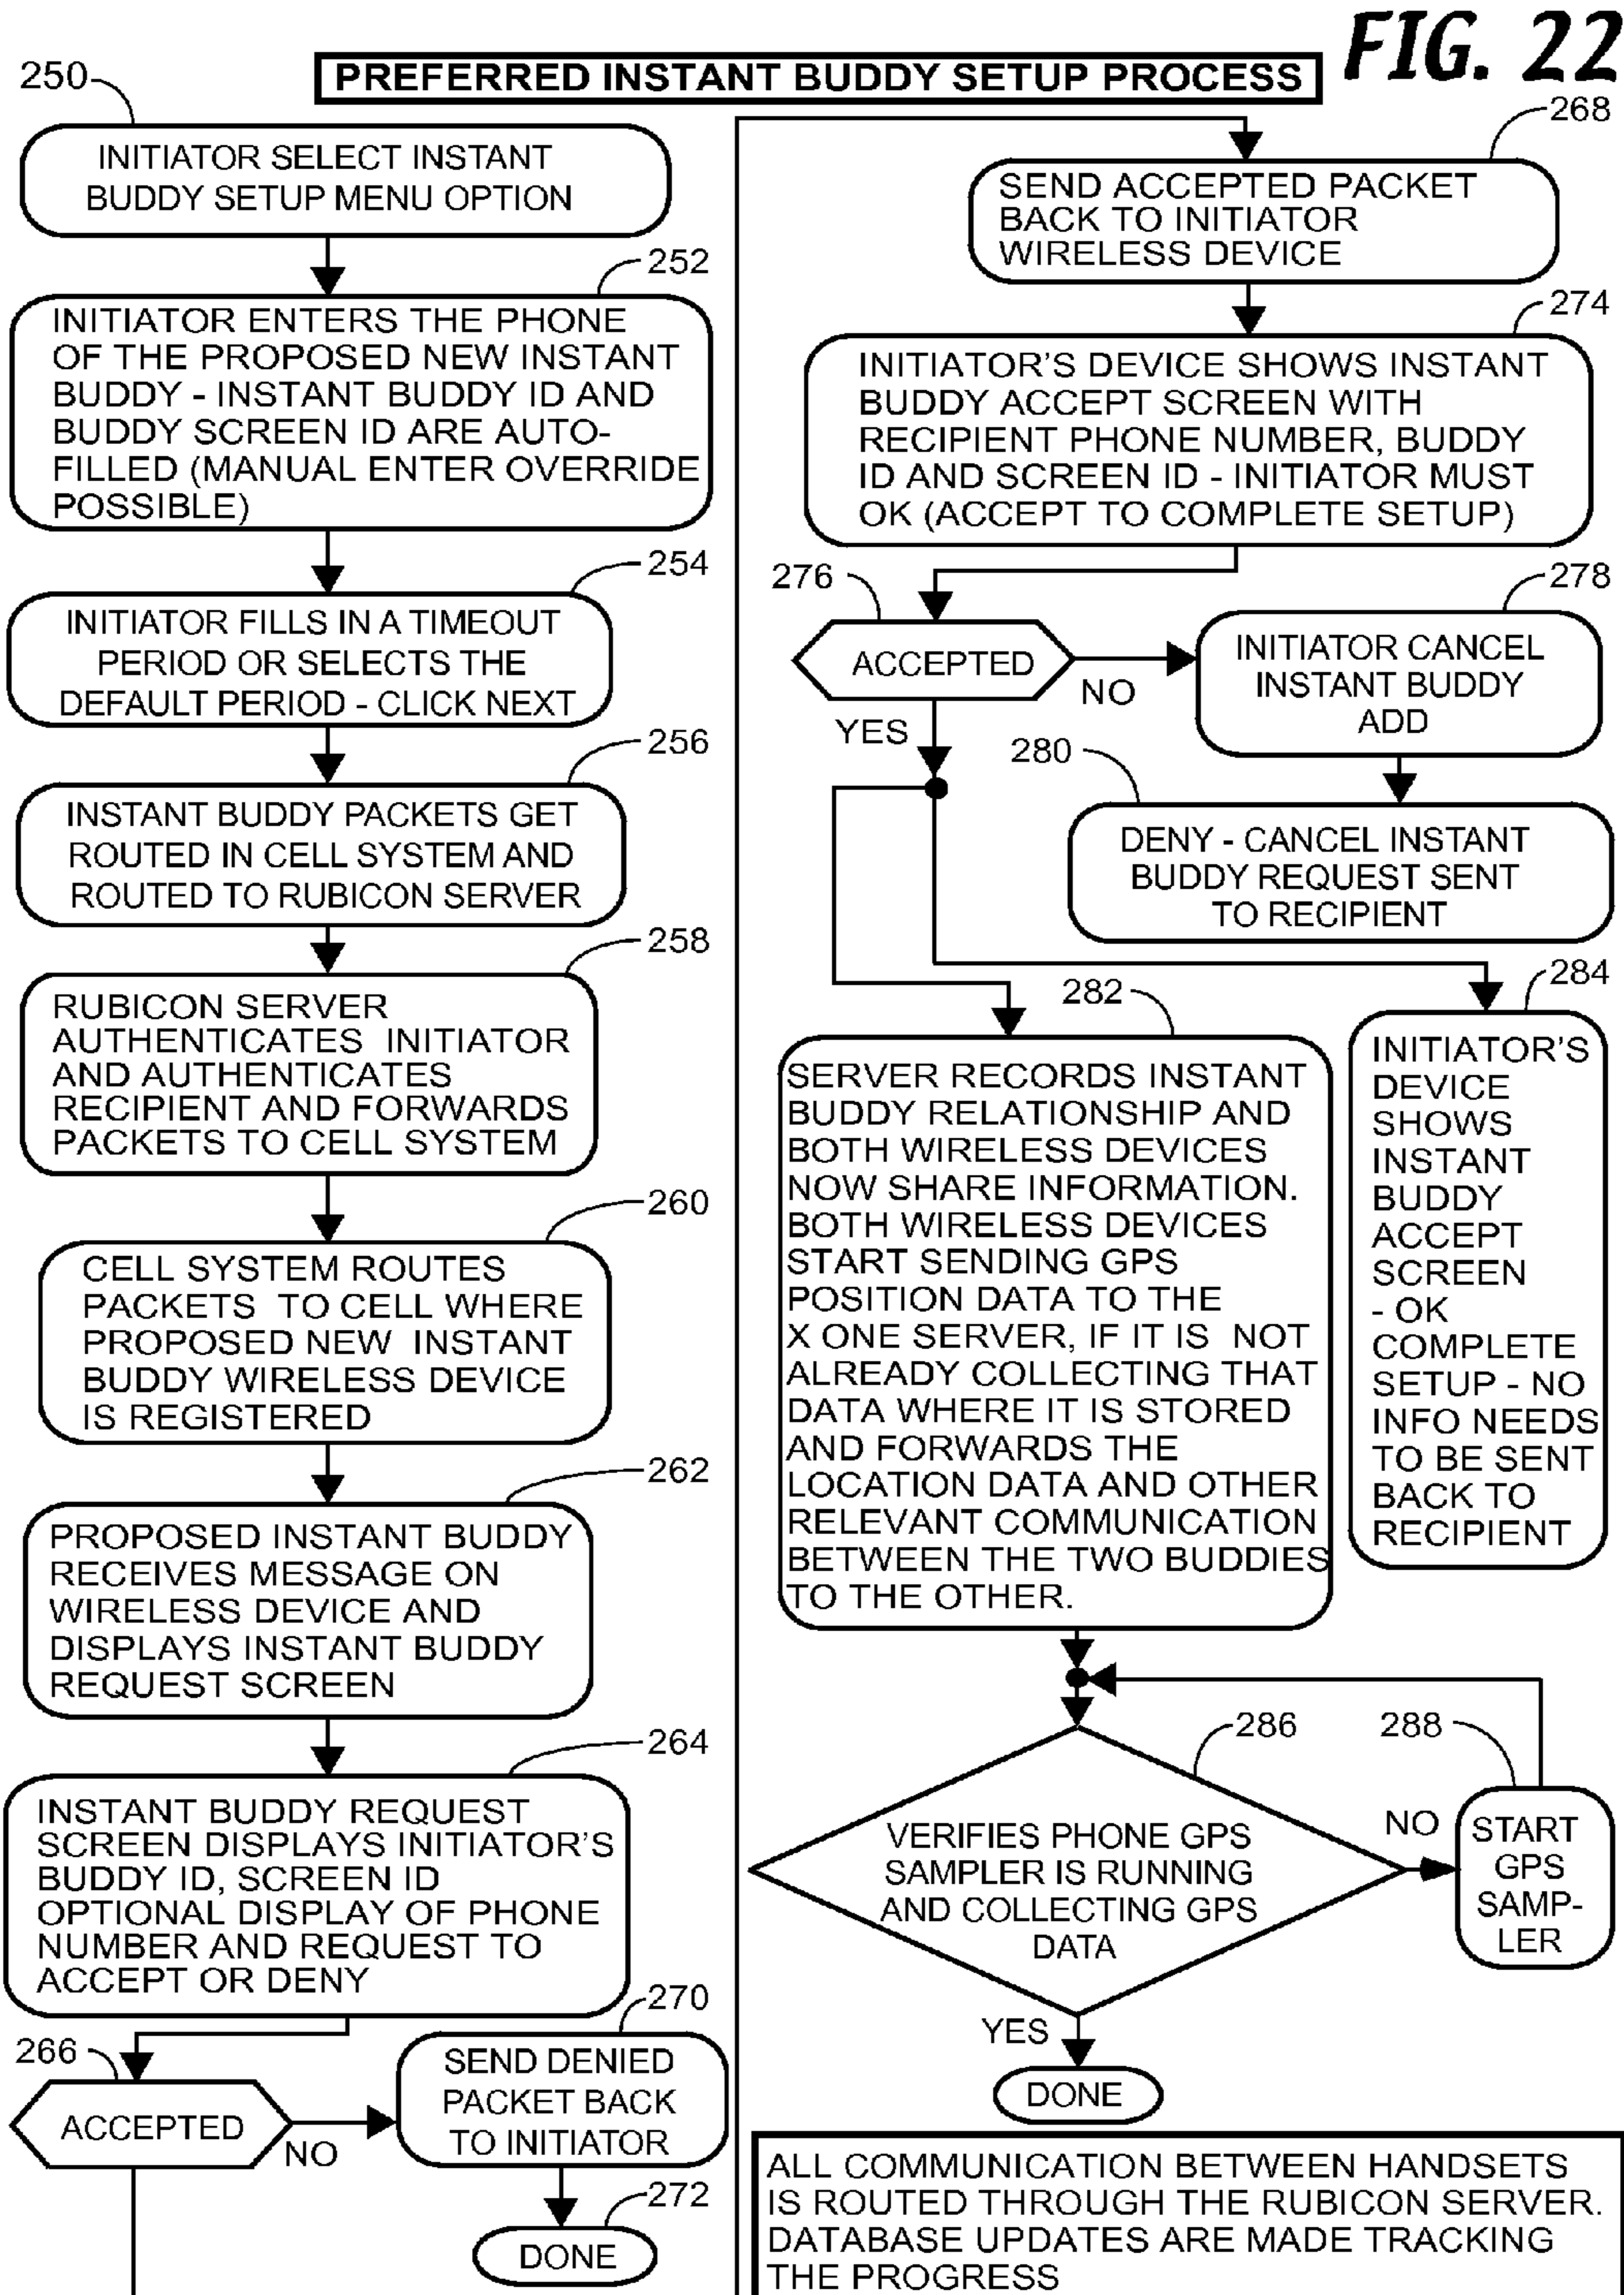 FIG. 22
PREFERRED INSTANT BUDDY SETUP PROCESS
250
INITIATOR SELECT INSTANT
BUDDY SETUP MENU OPTION
252
INITIATOR ENTERS THE PHONE
OF THE PROPOSED NEW INSTANT
BUDDY - INSTANT BUDDY ID AND
BUDDY SCREEN ID ARE AUTO-
FILLED (MANUAL ENTER OVERRIDE
POSSIBLE)
254
INITIATOR FILLS IN A TIMEOUT
PERIOD OR SELECTS THE
DEFAULT PERIOD - CLICK NEXT
256
INSTANT BUDDY PACKETS GET
ROUTED IN CELL SYSTEM AND
ROUTED TO RUBICON SERVER
258
RUBICON SERVER
AUTHENTICATES INITIATOR
AND AUTHENTICATES
RECIPIENT AND FORWARDS
PACKETS TO CELL SYSTEM
260
CELL SYSTEM ROUTES
PACKETS TO CELL WHERE
PROPOSED NEW INSTANT
BUDDY WIRELESS DEVICE
IS REGISTERED
262
PROPOSED INSTANT BUDDY
RECEIVES MESSAGE ON
WIRELESS DEVICE AND
DISPLAYS INSTANT BUDDY
REQUEST SCREEN
264
INSTANT BUDDY REQUEST
SCREEN DISPLAYS INITIATOR'S
BUDDY ID, SCREEN ID
OPTIONAL DISPLAY OF PHONE
NUMBER AND REQUEST TO
ACCEPT OR DENY
266
ACCEPTED
NO
270
SEND DENIED
PACKET BACK
TO INITIATOR
272
DONE
268
SEND ACCEPTED PACKET
BACK TO INITIATOR
WIRELESS DEVICE
274
INITIATOR'S DEVICE SHOWS INSTANT
BUDDY ACCEPT SCREEN WITH
RECIPIENT PHONE NUMBER, BUDDY
ID AND SCREEN ID - INITIATOR MUST
OK (ACCEPT TO COMPLETE SETUP)
276
ACCEPTED
NO
YES
278
INITIATOR CANCEL
INSTANT BUDDY
ADD
280
DENY - CANCEL INSTANT
BUDDY REQUEST SENT
TO RECIPIENT
282
SERVER RECORDS INSTANT
BUDDY RELATIONSHIP AND
BOTH WIRELESS DEVICES
NOW SHARE INFORMATION.
BOTH WIRELESS DEVICES
START SENDING GPS
POSITION DATA TO THE
X ONE SERVER, IF IT IS NOT
ALREADY COLLECTING THAT
DATA WHERE IT IS STORED
AND FORWARDS THE
LOCATION DATA AND OTHER
RELEVANT COMMUNICATION
BETWEEN THE TWO BUDDIES
TO THE OTHER.
284
INITIATOR'S
DEVICE
SHOWS
INSTANT
BUDDY
ACCEPT
SCREEN
- OK
COMPLETE
SETUP - NO
INFO NEEDS
TO BE SENT
BACK TO
RECIPIENT
286
VERIFIES PHONE GPS
SAMPLER IS RUNNING
AND COLLECTING GPS
DATA
NO
288
START
GPS
SAMP-
LER
YES
DONE
ALL COMMUNICATION BETWEEN HANDSETS
IS ROUTED THROUGH THE RUBICON SERVER.
DATABASE UPDATES ARE MADE TRACKING
THE PROGRESS